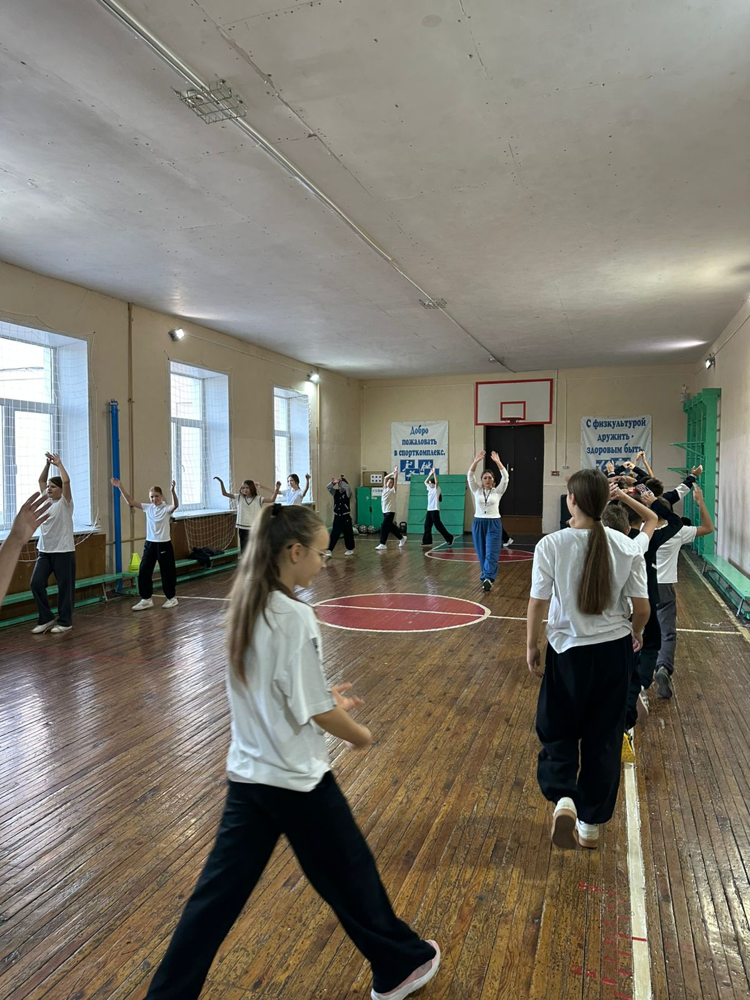 Добро
пожаловать
в спорткомплекс.
С физкультурой
дружить -
здоровым быть.